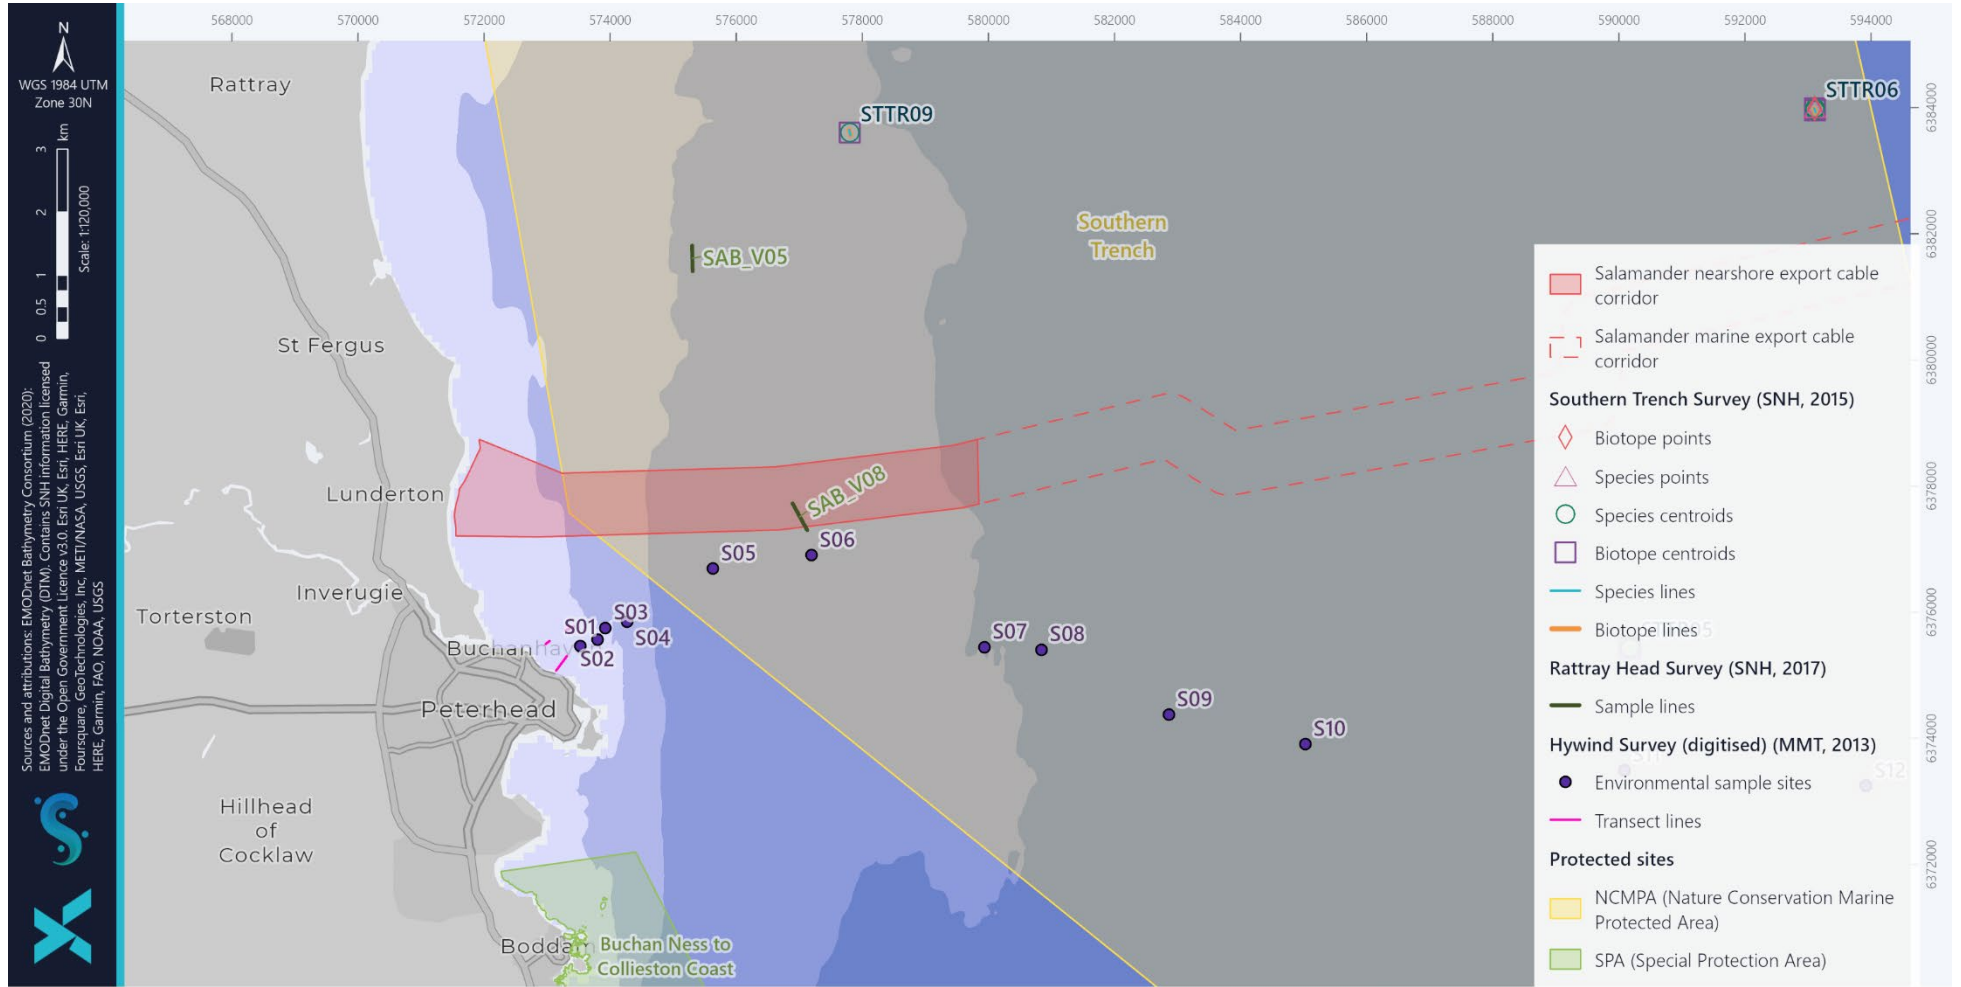 N
WGS 1984 UTM
Zone 30N
0 0.5 1 2 3 km
Scale: 1:120,000
Sources and attributions: EMODnet Bathymetry Consortium (2020):
EMODnet Digital Bathymetry (DTM). Contains SNH information licensed
under the Open Government Licence v3.0. Esri UK, Esri, HERE, Garmin,
Foursquare, GeoTechnologies, Inc, METI/NASA, USGS, Esri UK, Esri,
HERE, Garmin, FAO, NOAA, USGS
568000 570000 572000 574000 576000 578000 580000 582000 584000 586000 588000 590000 592000 594000
6384000
6382000
6380000
6378000
6376000
6374000
6372000
Rattray
STTR09
STTR06
Southern
Trench
SAB_V05
St Fergus
Lunderton
SAB_V08
S05
S06
Inverugie
Torterston
S01
S03
S02
S04
Buchanhaven
S07
S08
Peterhead
S09
S10
S12
Hillhead
of
Cocklaw
Boddam
Buchan Ness to
Collieston Coast
Salamander nearshore export cable
corridor
Salamander marine export cable
corridor
Southern Trench Survey (SNH, 2015)
Biotope points
Species points
Species centroids
Biotope centroids
Species lines
Biotope lines
Rattray Head Survey (SNH, 2017)
Sample lines
Hywind Survey (digitised) (MMT, 2013)
Environmental sample sites
Transect lines
Protected sites
NCMPA (Nature Conservation Marine
Protected Area)
SPA (Special Protection Area)